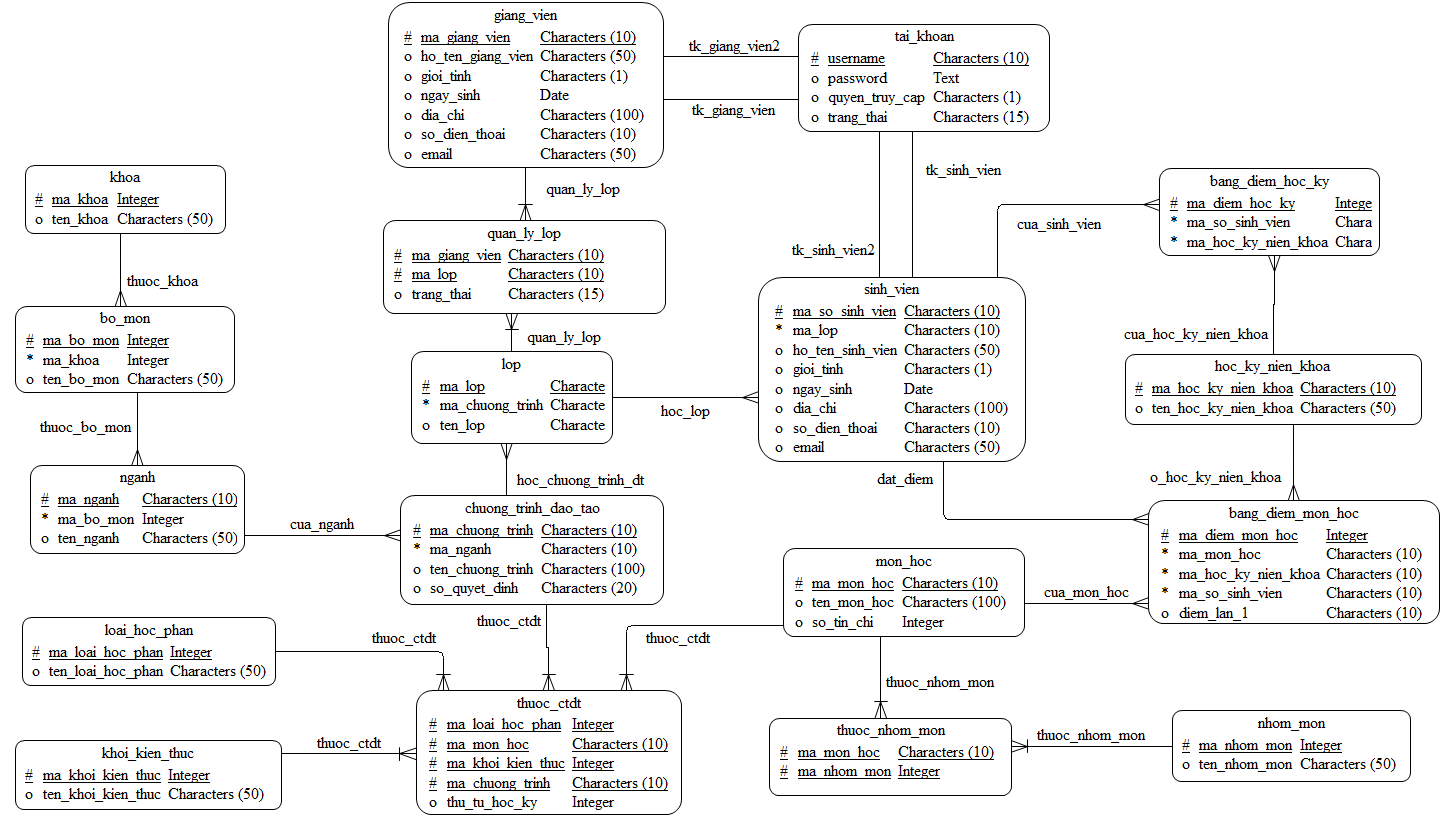 giang_vien
# ma_giang_vien Characters (10)
o ho_ten_giang_vien Characters (50)
o gioi_tinh Characters (1)
o ngay_sinh Date
o dia_chi Characters (100)
o so_dien_thoai Characters (10)
o email Characters (50)
tk_giang_vien2
tk_giang_vien
tai_khoan
# username Characters (10)
o password Text
o quyen_truy_cap Characters (1)
o trang_thai Characters (15)
khoa
# ma_khoa Integer
o ten_khoa Characters (50)
quan_ly_lop
tk_sinh_vien
tk_sinh_vien2
cua_sinh_vien
bang_diem_hoc_ky
# ma_diem_hoc_ky Intege
* ma_so_sinh_vien Chara
* ma_hoc_ky_nien_khoa Chara
quan_ly_lop
# ma_giang_vien Characters (10)
# ma_lop Characters (10)
o trang_thai Characters (15)
thuoc_khoa
bo_mon
# ma_bo_mon Integer
* ma_khoa Integer
o ten_bo_mon Characters (50)
quan_ly_lop
sinh_vien
# ma_so_sinh_vien Characters (10)
* ma_lop Characters (10)
o ho_ten_sinh_vien Characters (50)
o gioi_tinh Characters (1)
o ngay_sinh Date
o dia_chi Characters (100)
o so_dien_thoai Characters (10)
o email Characters (50)
cua_hoc_ky_nien_khoa
lop
# ma_lop Characte
* ma_chuong_trinh Characte
o ten_lop Characte
hoc_lop
hoc_ky_nien_khoa
# ma_hoc_ky_nien_khoa Characters (10)
o ten_hoc_ky_nien_khoa Characters (50)
thuoc_bo_mon
nganh
# ma_nganh Characters (10)
* ma_bo_mon Integer
o ten_nganh Characters (50)
hoc_chuong_trinh_dt
dat_diem
o_hoc_ky_nien_khoa
cua_nganh
chuong_trinh_dao_tao
# ma_chuong_trinh Characters (10)
* ma_nganh Characters (10)
o ten_chuong_trinh Characters (100)
o so_quyet_dinh Characters (20)
bang_diem_mon_hoc
# ma_diem_mon_hoc Integer
* ma_mon_hoc Characters (10)
* ma_hoc_ky_nien_khoa Characters (10)
* ma_so_sinh_vien Characters (10)
o diem_lan_1 Characters (10)
mon_hoc
# ma_mon_hoc Characters (10)
o ten_mon_hoc Characters (100)
o so_tin_chi Integer
cua_mon_hoc
loai_hoc_phan
# ma_loai_hoc_phan Integer
o ten_loai_hoc_phan Characters (50)
thuoc_ctdt
thuoc_ctdt
thuoc_ctdt
thuoc_nhom_mon
thuoc_ctdt
# ma_loai_hoc_phan Integer
# ma_mon_hoc Characters (10)
# ma_khoi_kien_thuc Integer
# ma_chuong_trinh Characters (10)
o thu_tu_hoc_ky Integer
khoi_kien_thuc
# ma_khoi_kien_thuc Integer
o ten_khoi_kien_thuc Characters (50)
thuoc_ctdt
thuoc_nhom_mon
# ma_mon_hoc Characters (10)
# ma_nhom_mon Integer
thuoc_nhom_mon
nhom_mon
# ma_nhom_mon Integer
o ten_nhom_mon Characters (50)